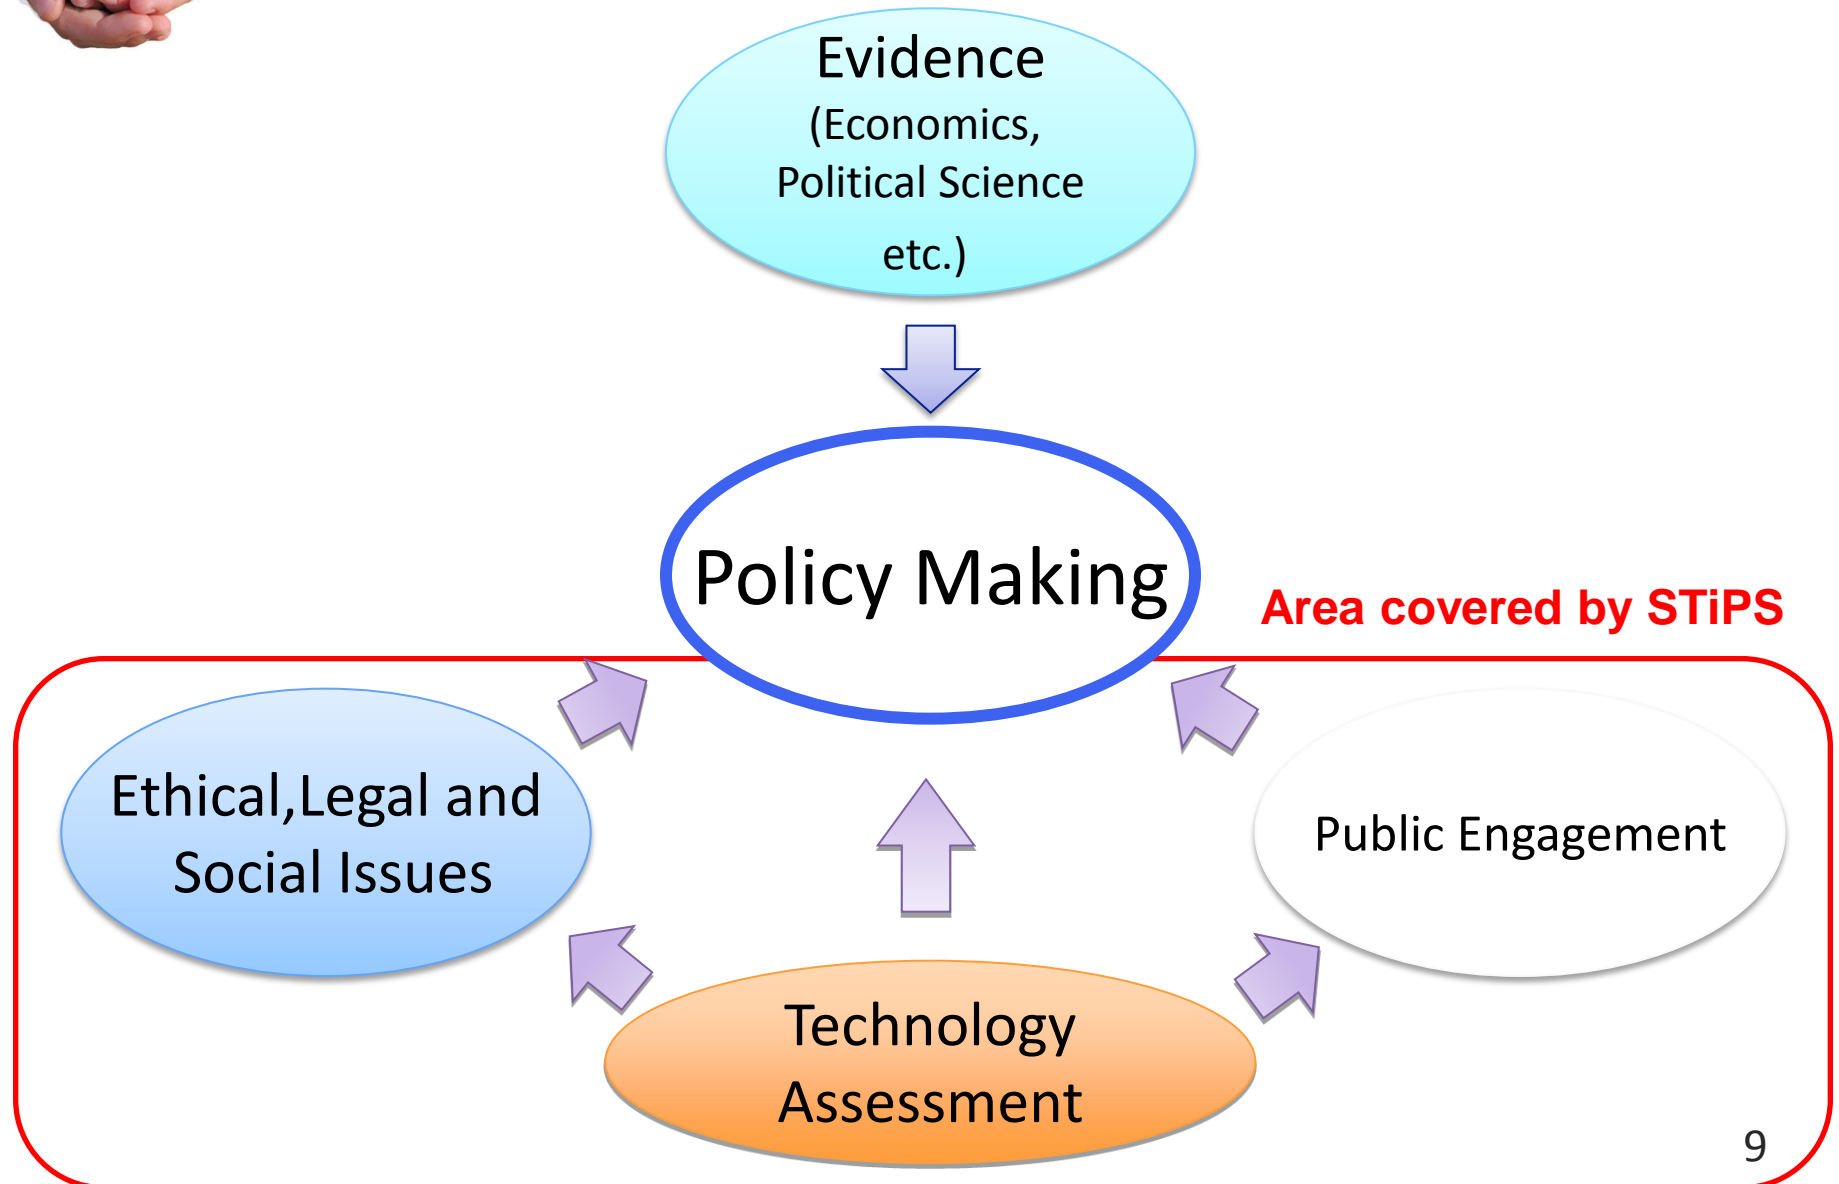 Evidence
(Economics,
Political Science
etc.)
Policy Making
Area covered by STiPS
Ethical,Legal and
Social Issues
Public Engagement
Technology
Assessment
9